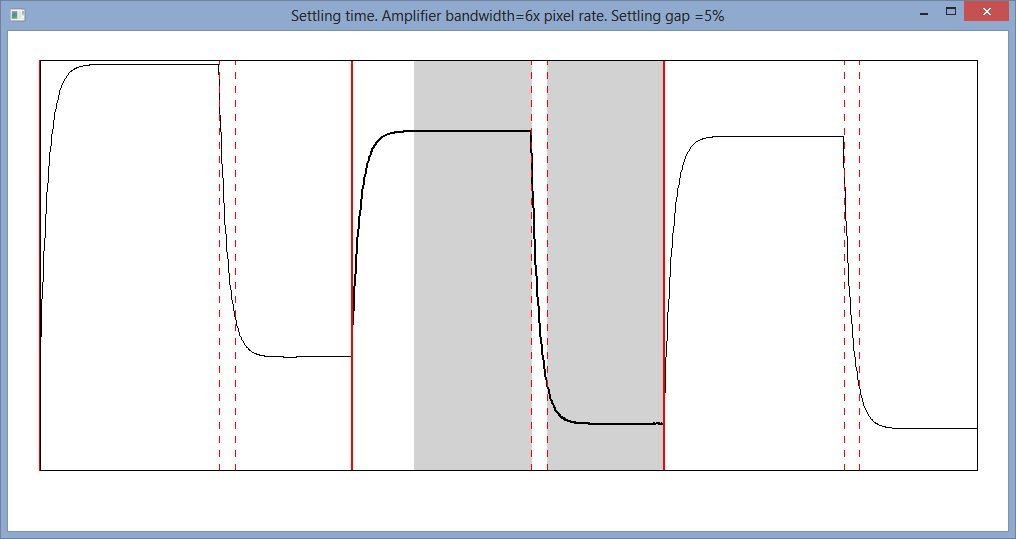 Settling time. Amplifier bandwidth=6x pixel rate. Settling gap =5%